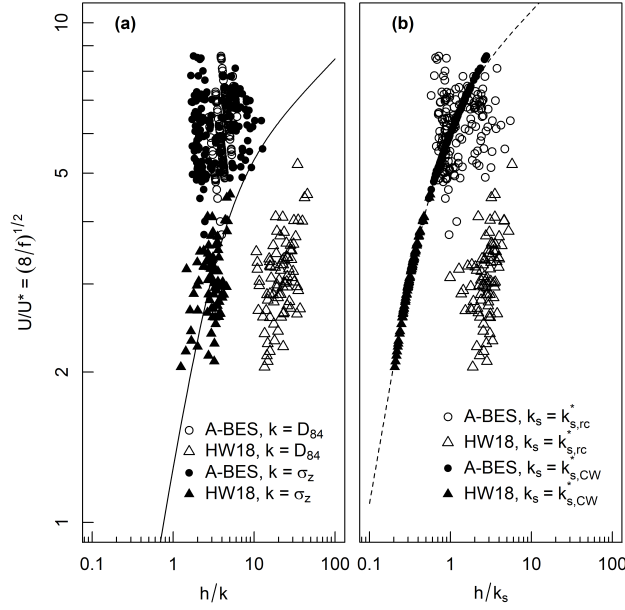 (a)
(b)
10
5
2
1
U/U* = (8/f)^1/2
A-BES, k = D84
HW18, k = D84
A-BES, k = σz
HW18, k = σz
A-BES, ks = k*s,rc
HW18, ks = k*s,rc
A-BES, ks = k*s,CW
HW18, ks = k*s,CW
0.1 1 10 100
0.1 1 10 100
h/k
h/ks